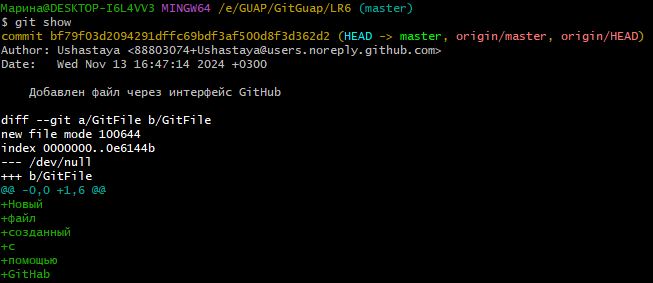 Марина@DESKTOP-I6L4VV3 MINGW64 /e/GUAP/GitGuap/LR6 (master)
$ git show
commit bf79f03d2094291dffc69bdf3af500d8f3d362d2 (HEAD -> master, origin/master, origin/HEAD)
Author: Ushastaya <88803074+Ushastaya@users.noreply.github.com>
Date:   Wed Nov 13 16:47:14 2024 +0300
    Добавлен файл через интерфейс GitHub
diff --git a/GitFile b/GitFile
new file mode 100644
index 0000000..0e6144b
--- /dev/null
+++ b/GitFile
@@ -0,0 +1,6 @@
+Новый
+файл
+созданный
+с
+помощью
+GitHab